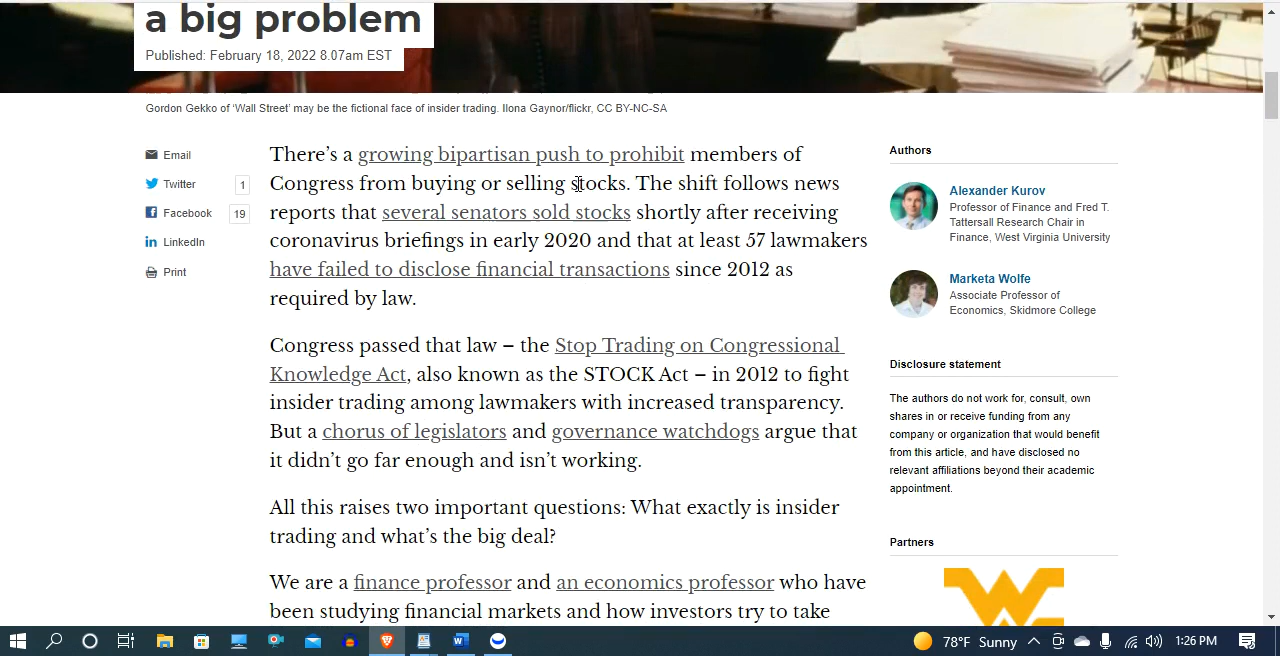 a big problem
Published: February 18, 2022 8.07am EST
Gordon Gekko of ‘Wall Street’ may be the fictional face of insider trading. Ilona Gaynor/flickr, CC BY-NC-SA
Email
Twitter 1
Facebook 19
LinkedIn
Print
There’s a growing bipartisan push to prohibit members of
Congress from buying or selling stocks. The shift follows news
reports that several senators sold stocks shortly after receiving
coronavirus briefings in early 2020 and that at least 57 lawmakers
have failed to disclose financial transactions since 2012 as
required by law.
Congress passed that law – the Stop Trading on Congressional
Knowledge Act, also known as the STOCK Act – in 2012 to fight
insider trading among lawmakers with increased transparency.
But a chorus of legislators and governance watchdogs argue that
it didn’t go far enough and isn’t working.
All this raises two important questions: What exactly is insider
trading and what’s the big deal?
We are a finance professor and an economics professor who have
been studying financial markets and how investors try to take
Authors
Alexander Kurov
Professor of Finance and Fred T.
Tattersall Research Chair in
Finance, West Virginia University
Marketa Wolfe
Associate Professor of
Economics, Skidmore College
Disclosure statement
The authors do not work for, consult, own
shares in or receive funding from any
company or organization that would benefit
from this article, and have disclosed no
relevant affiliations beyond their academic
appointment.
Partners
78°F Sunny
1:26 PM